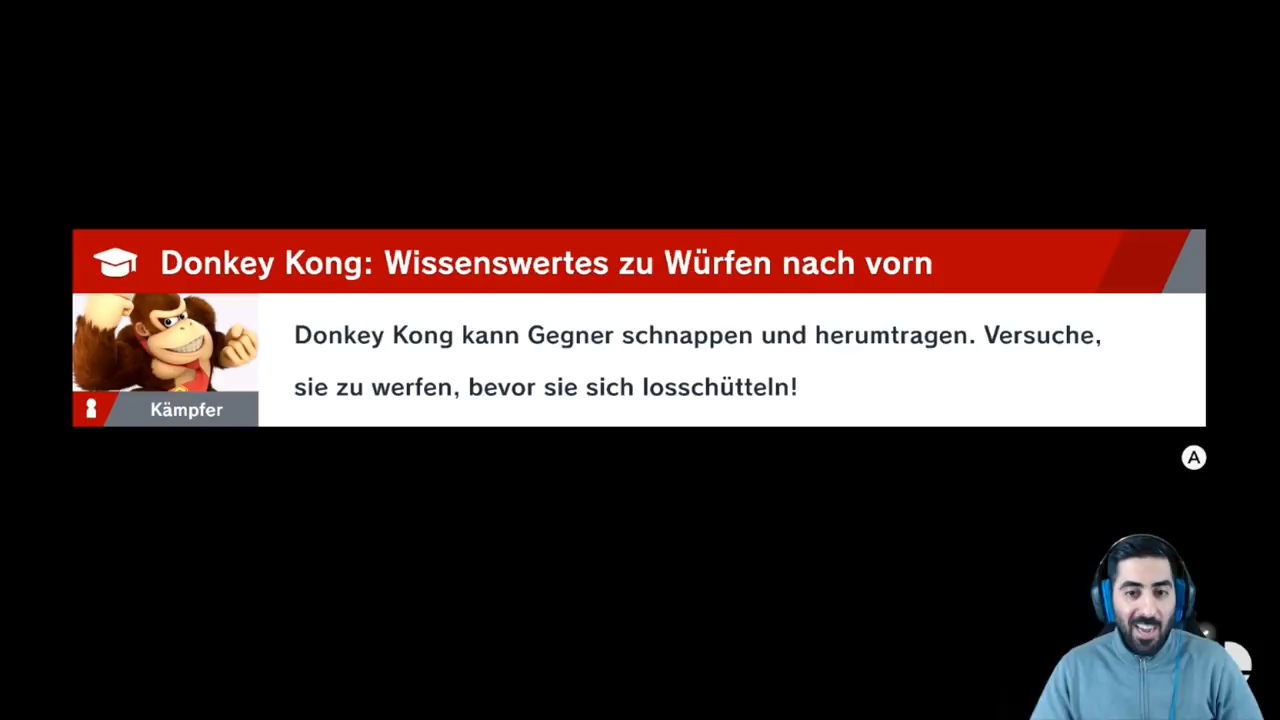 Donkey Kong: Wissenswertes zu Würfen nach vorn
Donkey Kong kann Gegner schnappen und herumtragen. Versuche,
sie zu werfen, bevor sie sich losschütteln!
Kämpfer
A